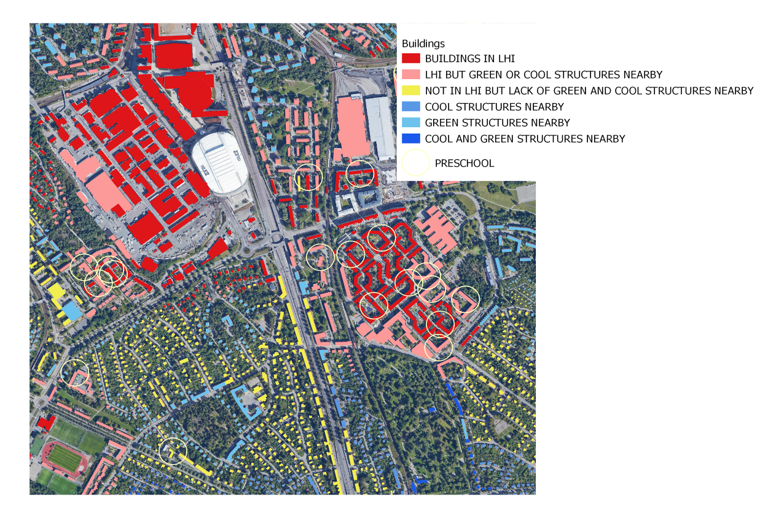 Buildings
BUILDINGS IN LHI
LHI BUT GREEN OR COOL STRUCTURES NEARBY
NOT IN LHI BUT LACK OF GREEN AND COOL STRUCTURES NEARBY
COOL STRUCTURES NEARBY
GREEN STRUCTURES NEARBY
COOL AND GREEN STRUCTURES NEARBY
PRESCHOOL